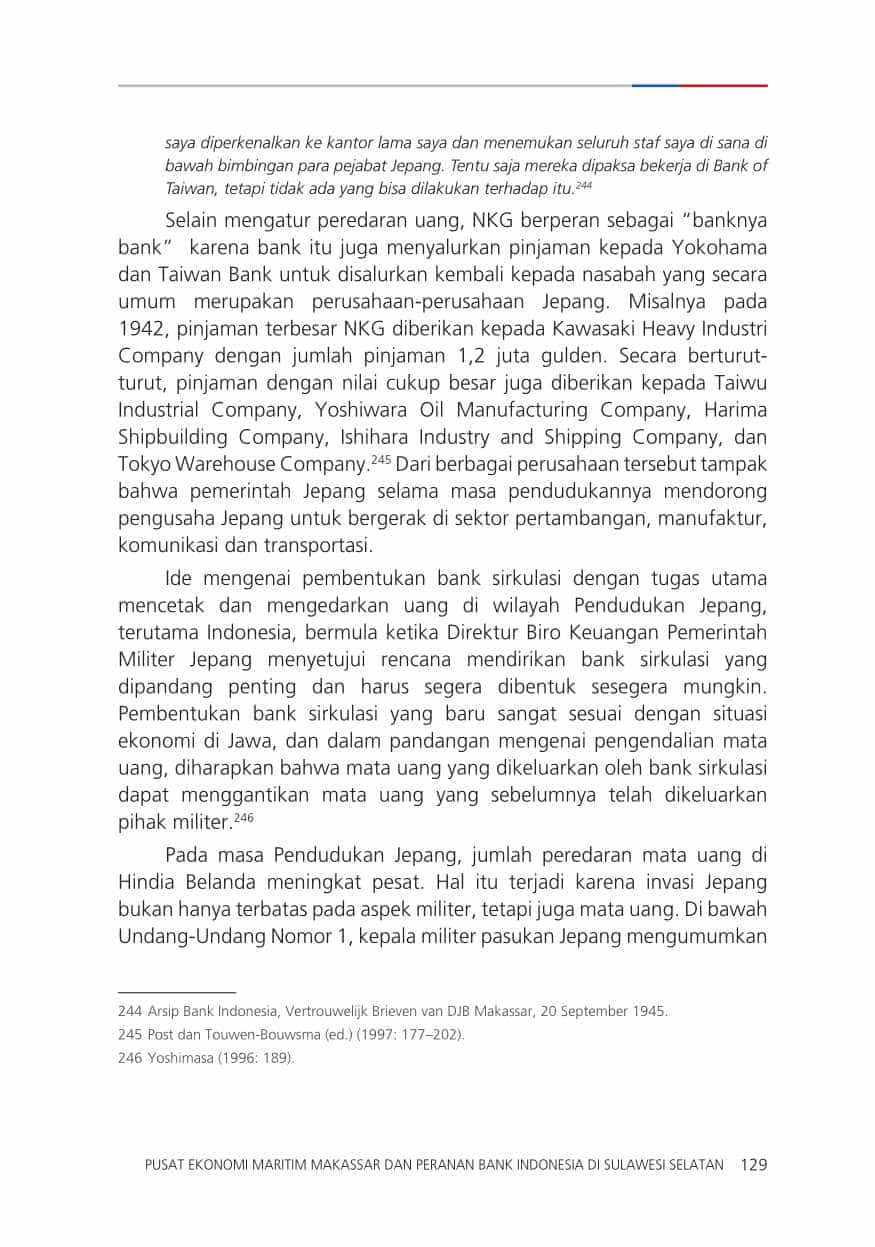 saya diperkenalkan ke kantor lama saya dan menemukan seluruh staf saya di sana di
bawah bimbingan para pejabat Jepang. Tentu saja mereka dipaksa bekerja di Bank of
Taiwan, tetapi tidak ada yang bisa dilakukan terhadap itu.244
Selain mengatur peredaran uang, NKG berperan sebagai “banknya
bank”  karena bank itu juga menyalurkan pinjaman kepada Yokohama
dan Taiwan Bank untuk disalurkan kembali kepada nasabah yang secara
umum merupakan perusahaan-perusahaan Jepang. Misalnya pada
1942, pinjaman terbesar NKG diberikan kepada Kawasaki Heavy Industri
Company dengan jumlah pinjaman 1,2 juta gulden. Secara berturut-
turut, pinjaman dengan nilai cukup besar juga diberikan kepada Taiwu
Industrial Company, Yoshiwara Oil Manufacturing Company, Harima
Shipbuilding Company, Ishihara Industry and Shipping Company, dan
Tokyo Warehouse Company.245 Dari berbagai perusahaan tersebut tampak
bahwa pemerintah Jepang selama masa pendudukannya mendorong
pengusaha Jepang untuk bergerak di sektor pertambangan, manufaktur,
komunikasi dan transportasi.
Ide mengenai pembentukan bank sirkulasi dengan tugas utama
mencetak dan mengedarkan uang di wilayah Pendudukan Jepang,
terutama Indonesia, bermula ketika Direktur Biro Keuangan Pemerintah
Militer Jepang menyetujui rencana mendirikan bank sirkulasi yang
dipandang penting dan harus segera dibentuk sesegera mungkin.
Pembentukan bank sirkulasi yang baru sangat sesuai dengan situasi
ekonomi di Jawa, dan dalam pandangan mengenai pengendalian mata
uang, diharapkan bahwa mata uang yang dikeluarkan oleh bank sirkulasi
dapat menggantikan mata uang yang sebelumnya telah dikeluarkan
pihak militer.246
Pada masa Pendudukan Jepang, jumlah peredaran mata uang di
Hindia Belanda meningkat pesat. Hal itu terjadi karena invasi Jepang
bukan hanya terbatas pada aspek militer, tetapi juga mata uang. Di bawah
Undang-Undang Nomor 1, kepala militer pasukan Jepang mengumumkan
244 Arsip Bank Indonesia, Vertrouwelijk Brieven van DJB Makassar, 20 September 1945.
245 Post dan Touwen-Bouwsma (ed.) (1997: 177–202).
246 Yoshimasa (1996: 189).
PUSAT EKONOMI MARITIM MAKASSAR DAN PERANAN BANK INDONESIA DI SULAWESI SELATAN 129